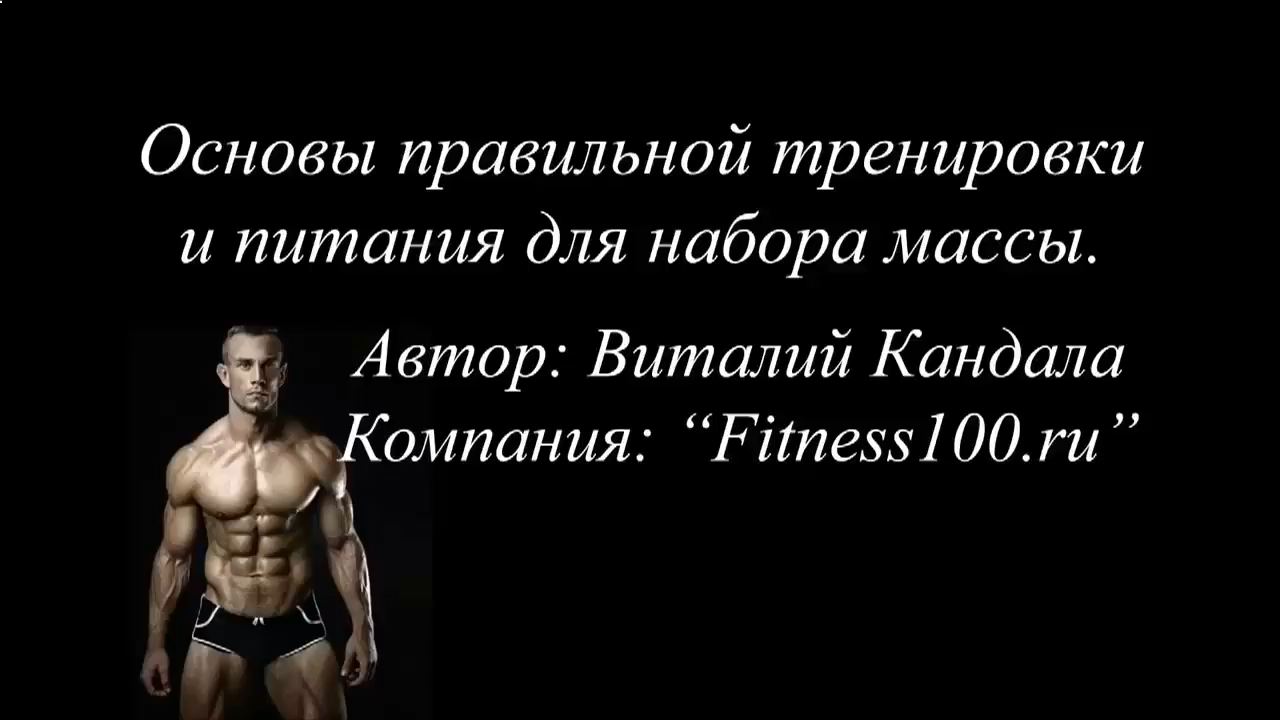 Основы правильной тренировки
и питания для набора массы.
Автор: Виталий Кандала
Компания: “Fitness100.ru”